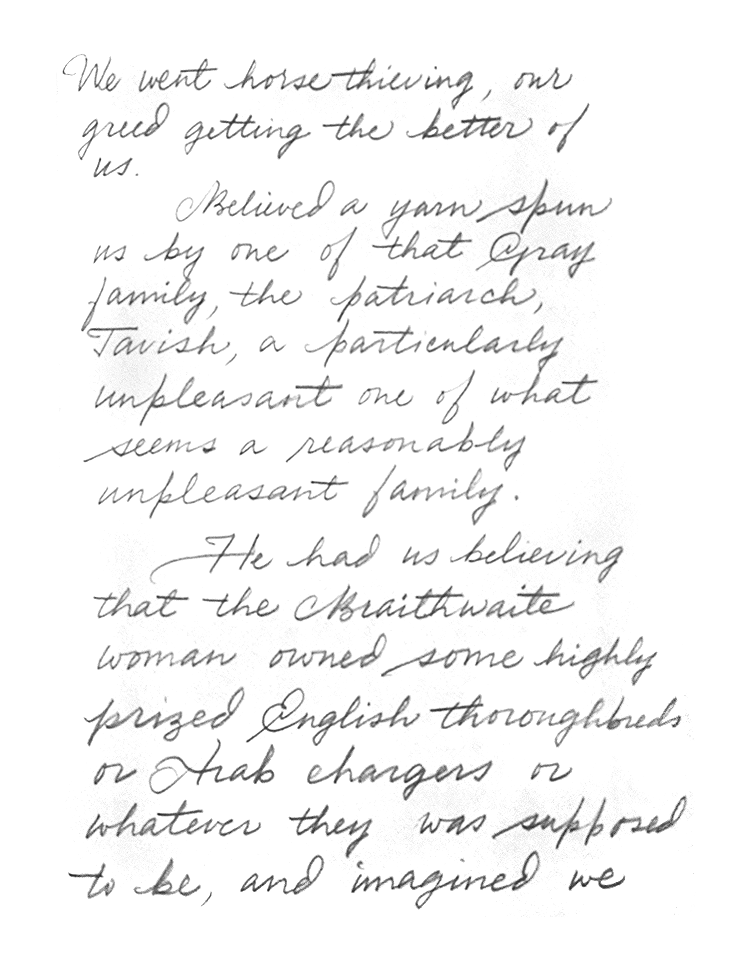 We went horse thieving, our
greed getting the better of
us.
Believed a yarn spun
us by one of that Gray
family, the patriarch,
Tavish, a particularly
unpleasant one of what
seems a reasonably
unpleasant family.
He had us believing
that the Braithwaite
woman owned some highly
prized English thoroughbreds
or Arab chargers or
whatever they was supposed
to be, and imagined we